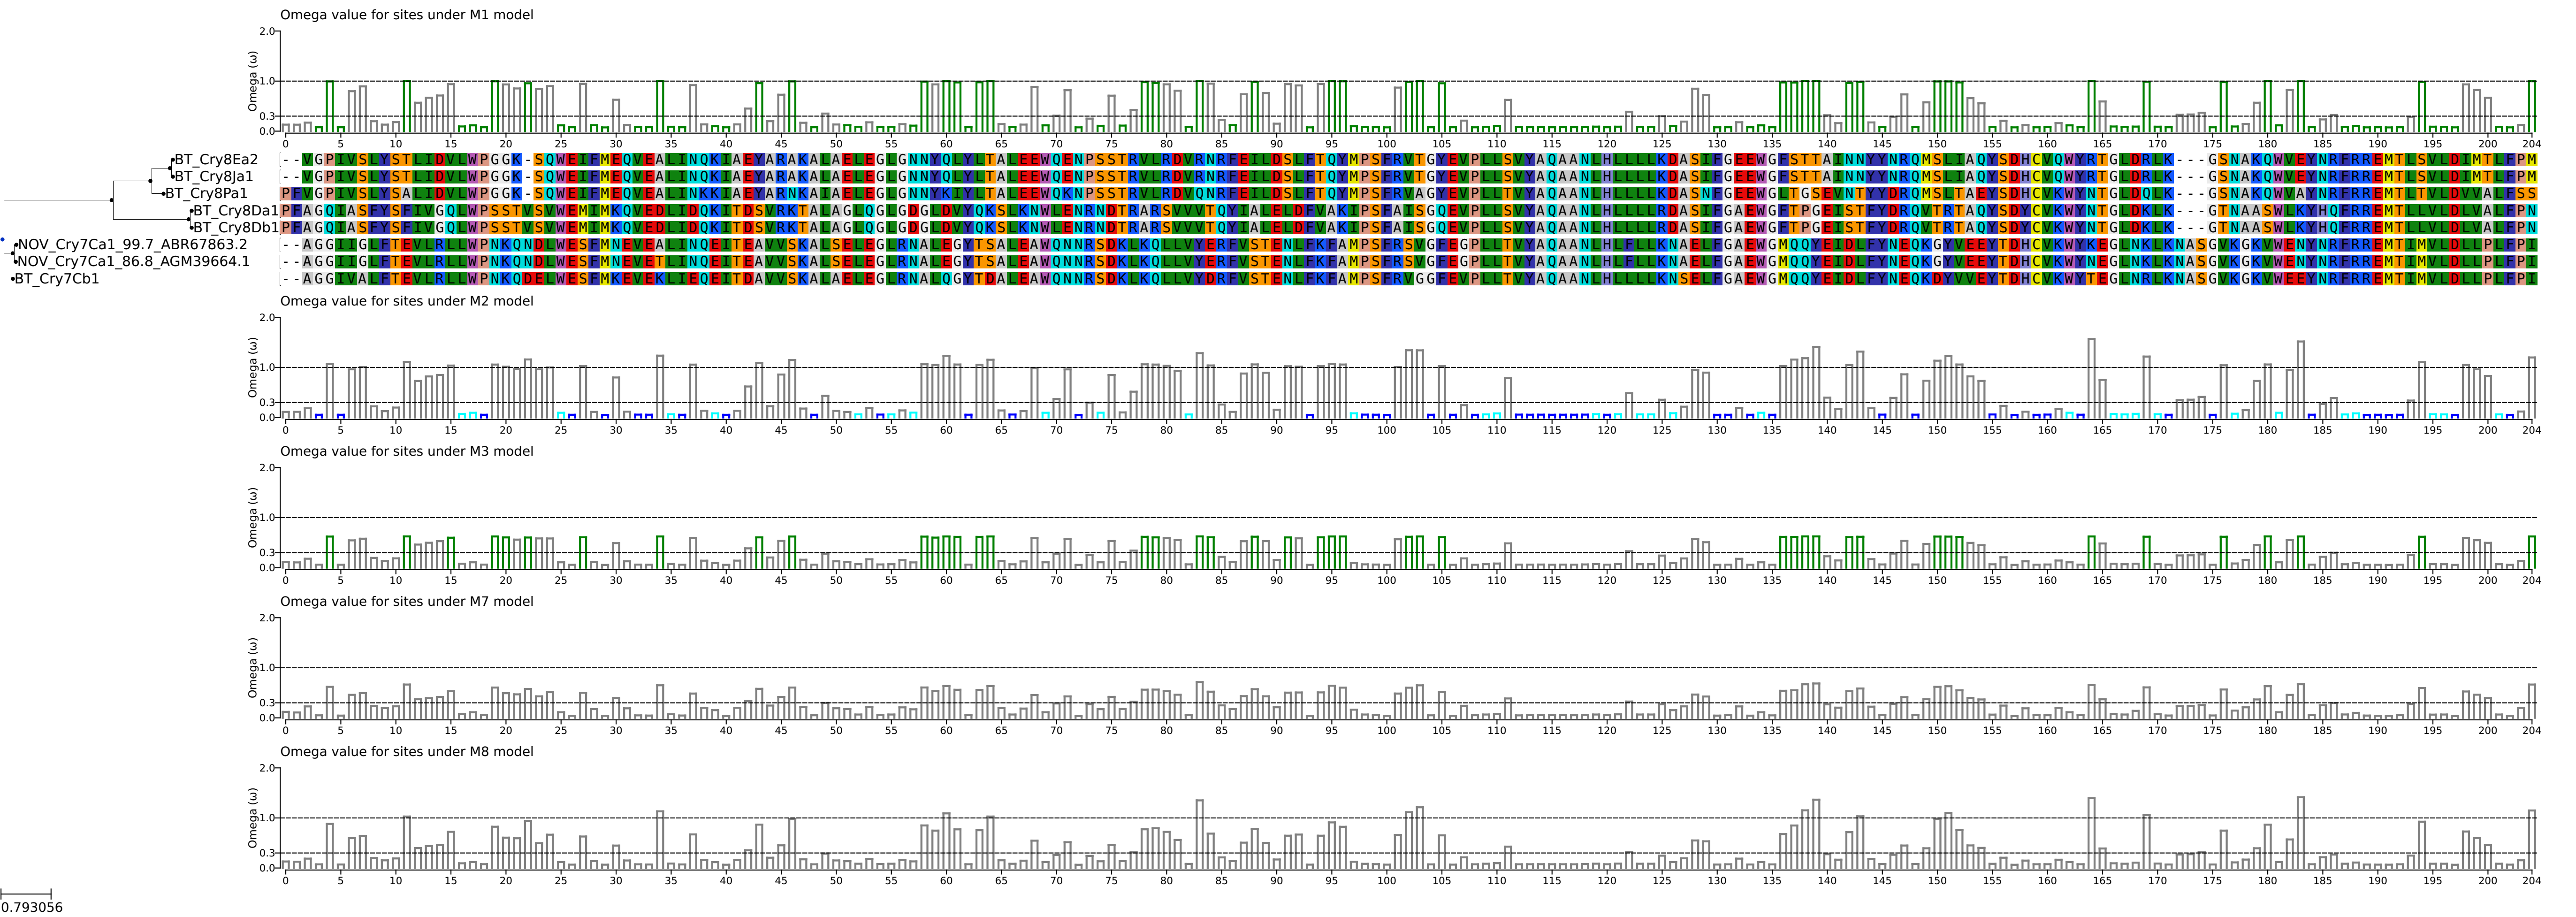 Omega value for sites under M1 model
2.0
1.0
0.3
0.0
Omega (ω)
0 5 10 15 20 25 30 35 40 45 50 55 60 65 70 75 80 85 90 95 100 105 110 115 120 125 130 135 140 145 150 155 160 165 170 175 180 185 190 195 200 204
BT_Cry8Ea2 --VGPIVSLYSTLIDVLWPGGK-SQWEIFMEQVEALINQKIAEYARAKALAELEGLGNNYQLYLTALEEWQENPSSTRVLRDVRNRFEILDSLFTQYMPSFRVTGYEVPLLSVYAQAANLHLLLLKDASIFGEEWGFSTTAINNYYNRQMSLIAQYSDHCVQWYRTGLDRLK---GSNAKQWVEYNRFRREMTLSVLDIMTLFPM
BT_Cry8Ja1 --VGPIVSLYSTLIDVLWPGGK-SQWEIFMEQVEALINQKIAEYARAKALAELEGLGNNYQLYLTALEEWQENPSSTRVLRDVRNRFEILDSLFTQYMPSFRVTGYEVPLLSVYAQAANLHLLLLKDASIFGEEWGFSTTAINNYYNRQMSLIAQYSDHCVQWYRTGLDRLK---GSNAKQWVEYNRFRREMTLSVLDIMTLFPM
BT_Cry8Pa1 PFVGPIVSLYSALIDVLWPGGK-SQWEIFMEQVEALINKKIAEYARAKALAELEGLGNNYKIYLTALEEWQKNPSSTRVLRDVQNRFEILDSLFTQYMPSFRVAGYEVPLLTVYAQAANLHLLLLKDASNFGEEWGLTGSEVNTYYDRQMSLTAEYSDHCVKWYNTGLDQLK---GSNAKQWVAYNRFRREMTLTVLDVVALFSS
BT_Cry8Da1 PFAGQIASFYSFIVGQLWPSSTVSVWEMIMKQVEDLIDQKITDSVRKTALAGLQGLGDGLDVYQKSLKNWLENRNDTRARSVVVTQYIALELDFVAKIPSFAISGQEVPLLSVYAQAANLHLLLLRDASIFGAEWGFTPGEISTFYDRQVTRTAQYSDYCVKWYNTGLDKLK---GTNAASWLKYHQFRREMTLLVLDLVALFPN
BT_Cry8Db1 PFAGQIASFYSFIVGQLWPSSTVSVWEMIMKQVEDLIDQKITDSVRKTALAGLQGLGDGLDVYQKSLKNWLENRNDTRARSVVVTQYIALELDFVAKIPSFAISGQEVPLLSVYAQAANLHLLLLRDASIFGAEWGFTPGEISTFYDRQVTRTAQYSDYCVKWYNTGLDKLK---GTNAASWLKYHQFRREMTLLVLDLVALFPN
NOV_Cry7Ca1_99.7_ABR67863.2 --AGGIIGLFTEVLRLLWPNKQNDLWESFMNEVEALINQEITEAVVSKALSELEGLRNALEGYTSALEAWQNNRSDKLKQLLVYERFVSTENLFKFAMPSFRSVGFEGPLLTVYAQAANLHLFLLKNAELFGAEWGMQQYEIDLFYNEQKGYVEEYTDHCVKWYKEGLNKLKNASGVKGKVWENYNRFRREMTIMVLDLLPLFPI
NOV_Cry7Ca1_86.8_AGM39664.1 --AGGIIGLFTEVLRLLWPNKQNDLWESFMNEVETLINQEITEAVVSKALSELEGLRNALEGYTSALEAWQNNRSDKLKQLLVYERFVSTENLFKFAMPSFRSVGFEGPLLTVYAQAANLHLFLLKNAELFGAEWGMQQYEIDLFYNEQKGYVEEYTDHCVKWYNEGLNKLKNASGVKGKVWENYNRFRREMTIMVLDLLPLFPI
BT_Cry7Cb1 --AGGIVALFTEVLRLLWPNKQDELWESFMKEVEKLIEQEITDAVVSKALAELEGLRNALQGYTDALEAWQNNRSDKLKQLLVYDRFVSTENLFKFAMPSFRVGGFEVPLLTVYAQAANLHLLLLKNSELFGAEWGMQQYEIDLFYNEQKDYVVEYTDHCVKWYTEGLNRLKNASGVKGKVWEEYNRFRREMTIMVLDLLPLFPI
Omega value for sites under M2 model
2.0
1.0
0.3
0.0
Omega (ω)
0 5 10 15 20 25 30 35 40 45 50 55 60 65 70 75 80 85 90 95 100 105 110 115 120 125 130 135 140 145 150 155 160 165 170 175 180 185 190 195 200 204
Omega value for sites under M3 model
2.0
1.0
0.3
0.0
Omega (ω)
0 5 10 15 20 25 30 35 40 45 50 55 60 65 70 75 80 85 90 95 100 105 110 115 120 125 130 135 140 145 150 155 160 165 170 175 180 185 190 195 200 204
Omega value for sites under M7 model
2.0
1.0
0.3
0.0
Omega (ω)
0 5 10 15 20 25 30 35 40 45 50 55 60 65 70 75 80 85 90 95 100 105 110 115 120 125 130 135 140 145 150 155 160 165 170 175 180 185 190 195 200 204
Omega value for sites under M8 model
2.0
1.0
0.3
0.0
Omega (ω)
0 5 10 15 20 25 30 35 40 45 50 55 60 65 70 75 80 85 90 95 100 105 110 115 120 125 130 135 140 145 150 155 160 165 170 175 180 185 190 195 200 204
0.793056